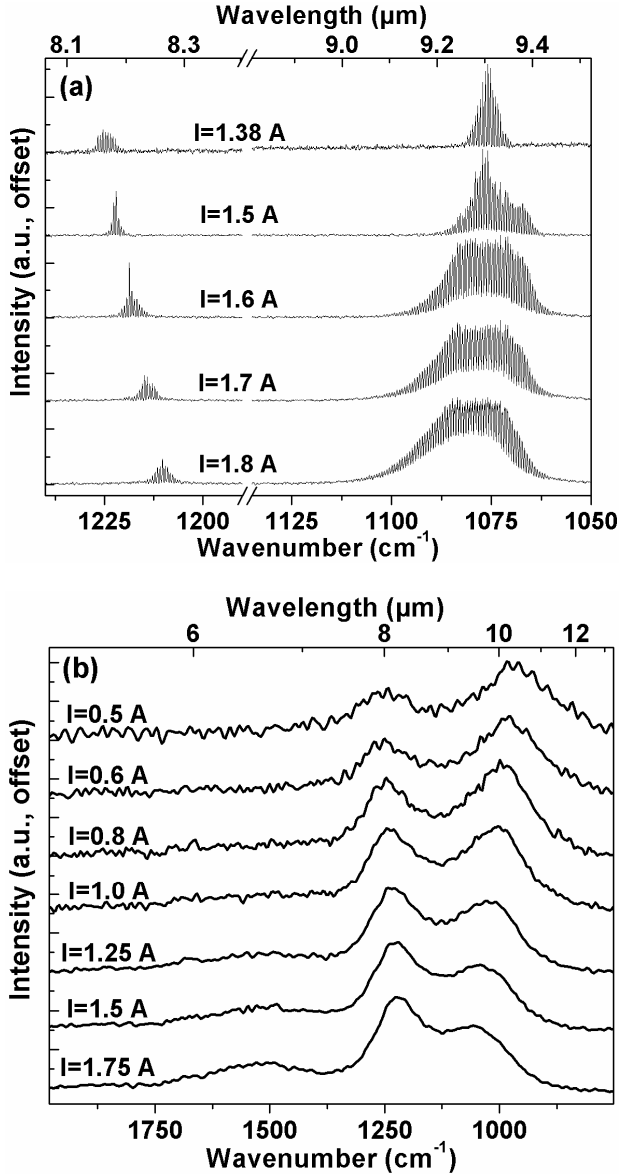 Wavelength (µm)
8.1 8.3 9.0 9.2 9.4
(a)
I=1.38 A
I=1.5 A
I=1.6 A
I=1.7 A
I=1.8 A
Intensity (a.u., offset)
1225 1200 1125 1100 1075 1050
Wavenumber (cm⁻¹)
Wavelength (µm)
6 8 10 12
(b)
I=0.5 A
I=0.6 A
I=0.8 A
I=1.0 A
I=1.25 A
I=1.5 A
I=1.75 A
Intensity (a.u., offset)
1750 1500 1250 1000
Wavenumber (cm⁻¹)